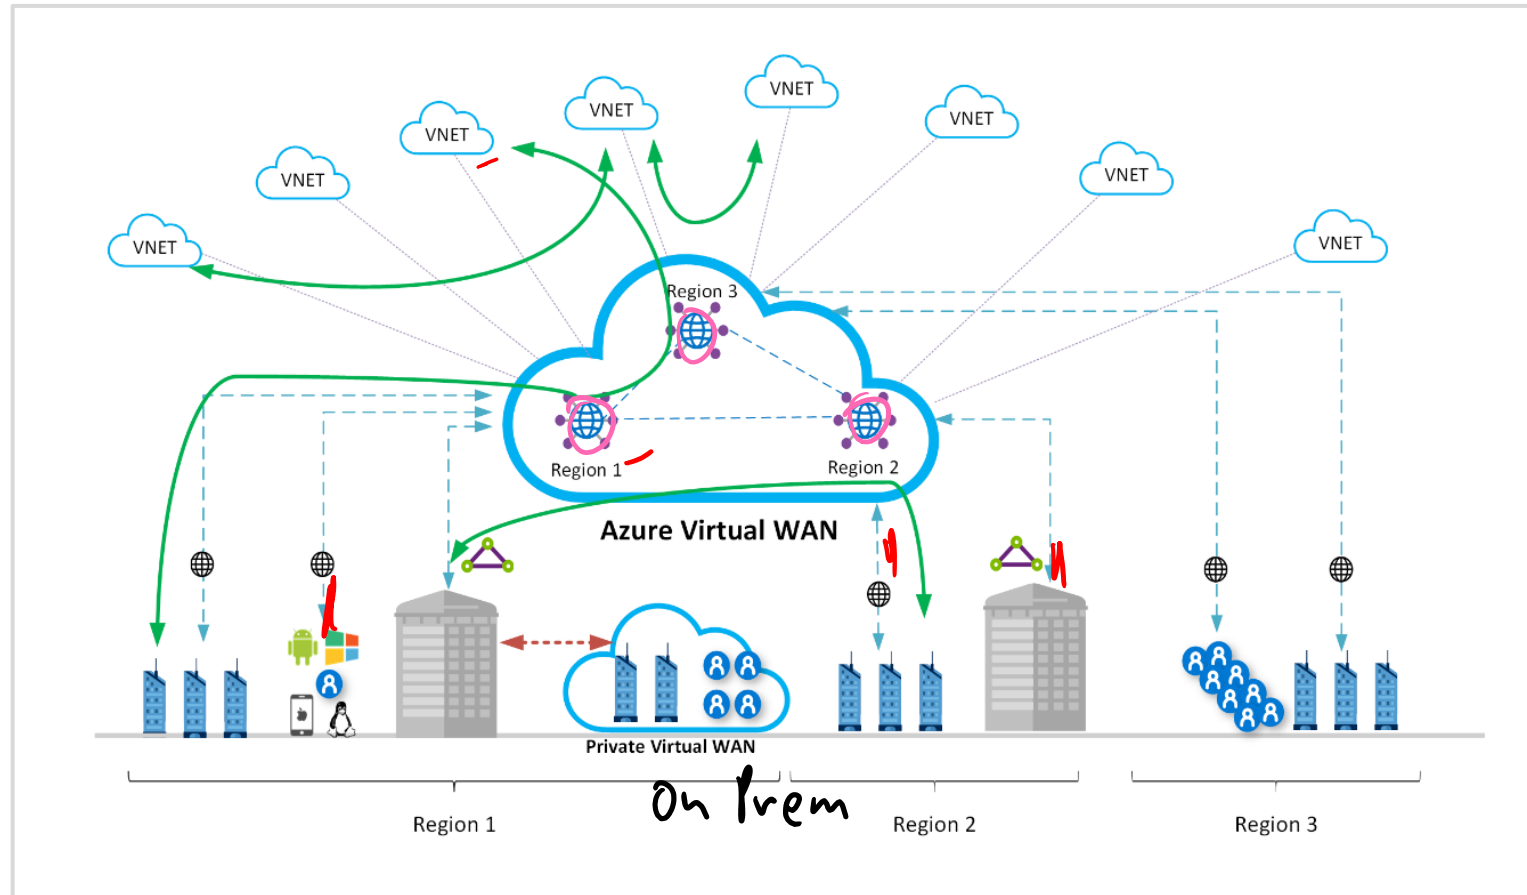 VNET
VNET
VNET
VNET
VNET
VNET
VNET
VNET
Region 3
Region 1
Region 2
Azure Virtual WAN
Private Virtual WAN
On Prem
Region 1
Region 2
Region 3